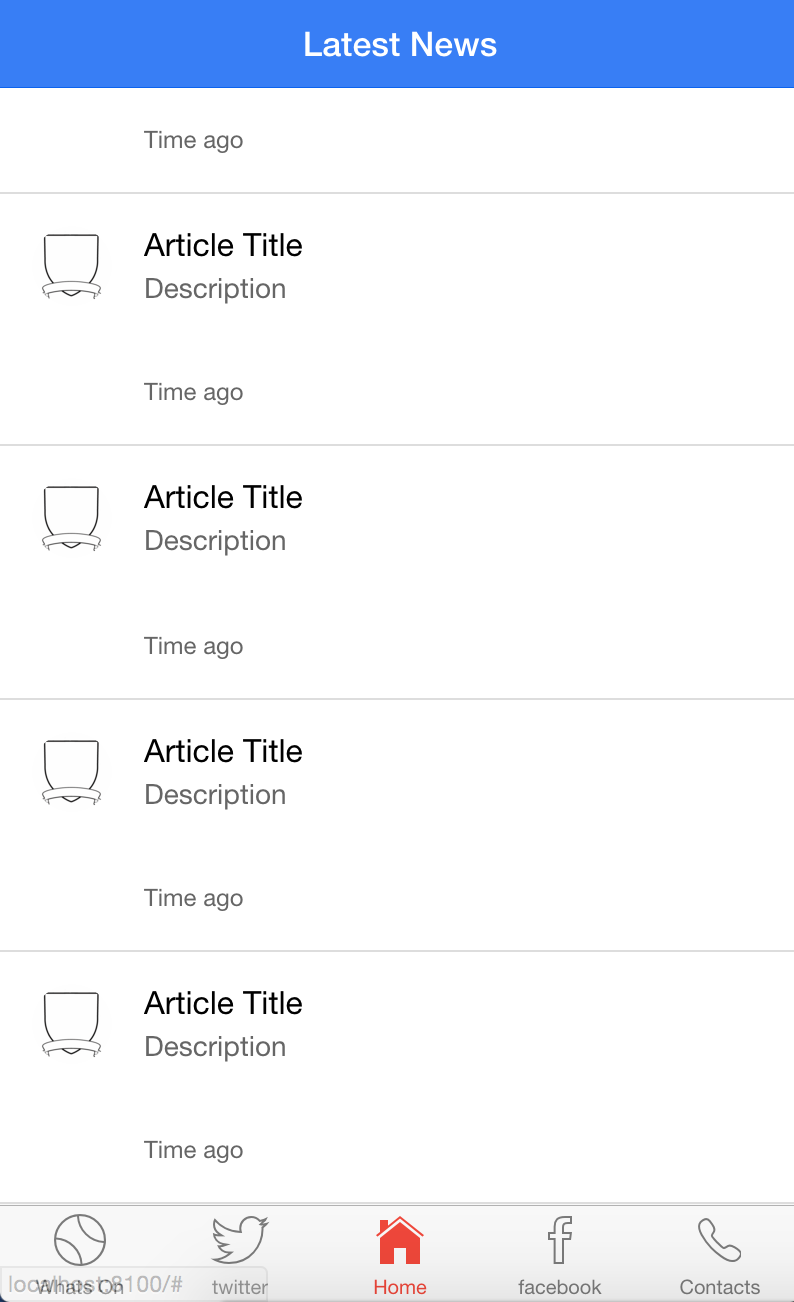 Latest News
Time ago
Article Title
Description
Time ago
Article Title
Description
Time ago
Article Title
Description
Time ago
Article Title
Description
Time ago
Whats On
twitter
Home
facebook
Contacts
localhost:8100/#